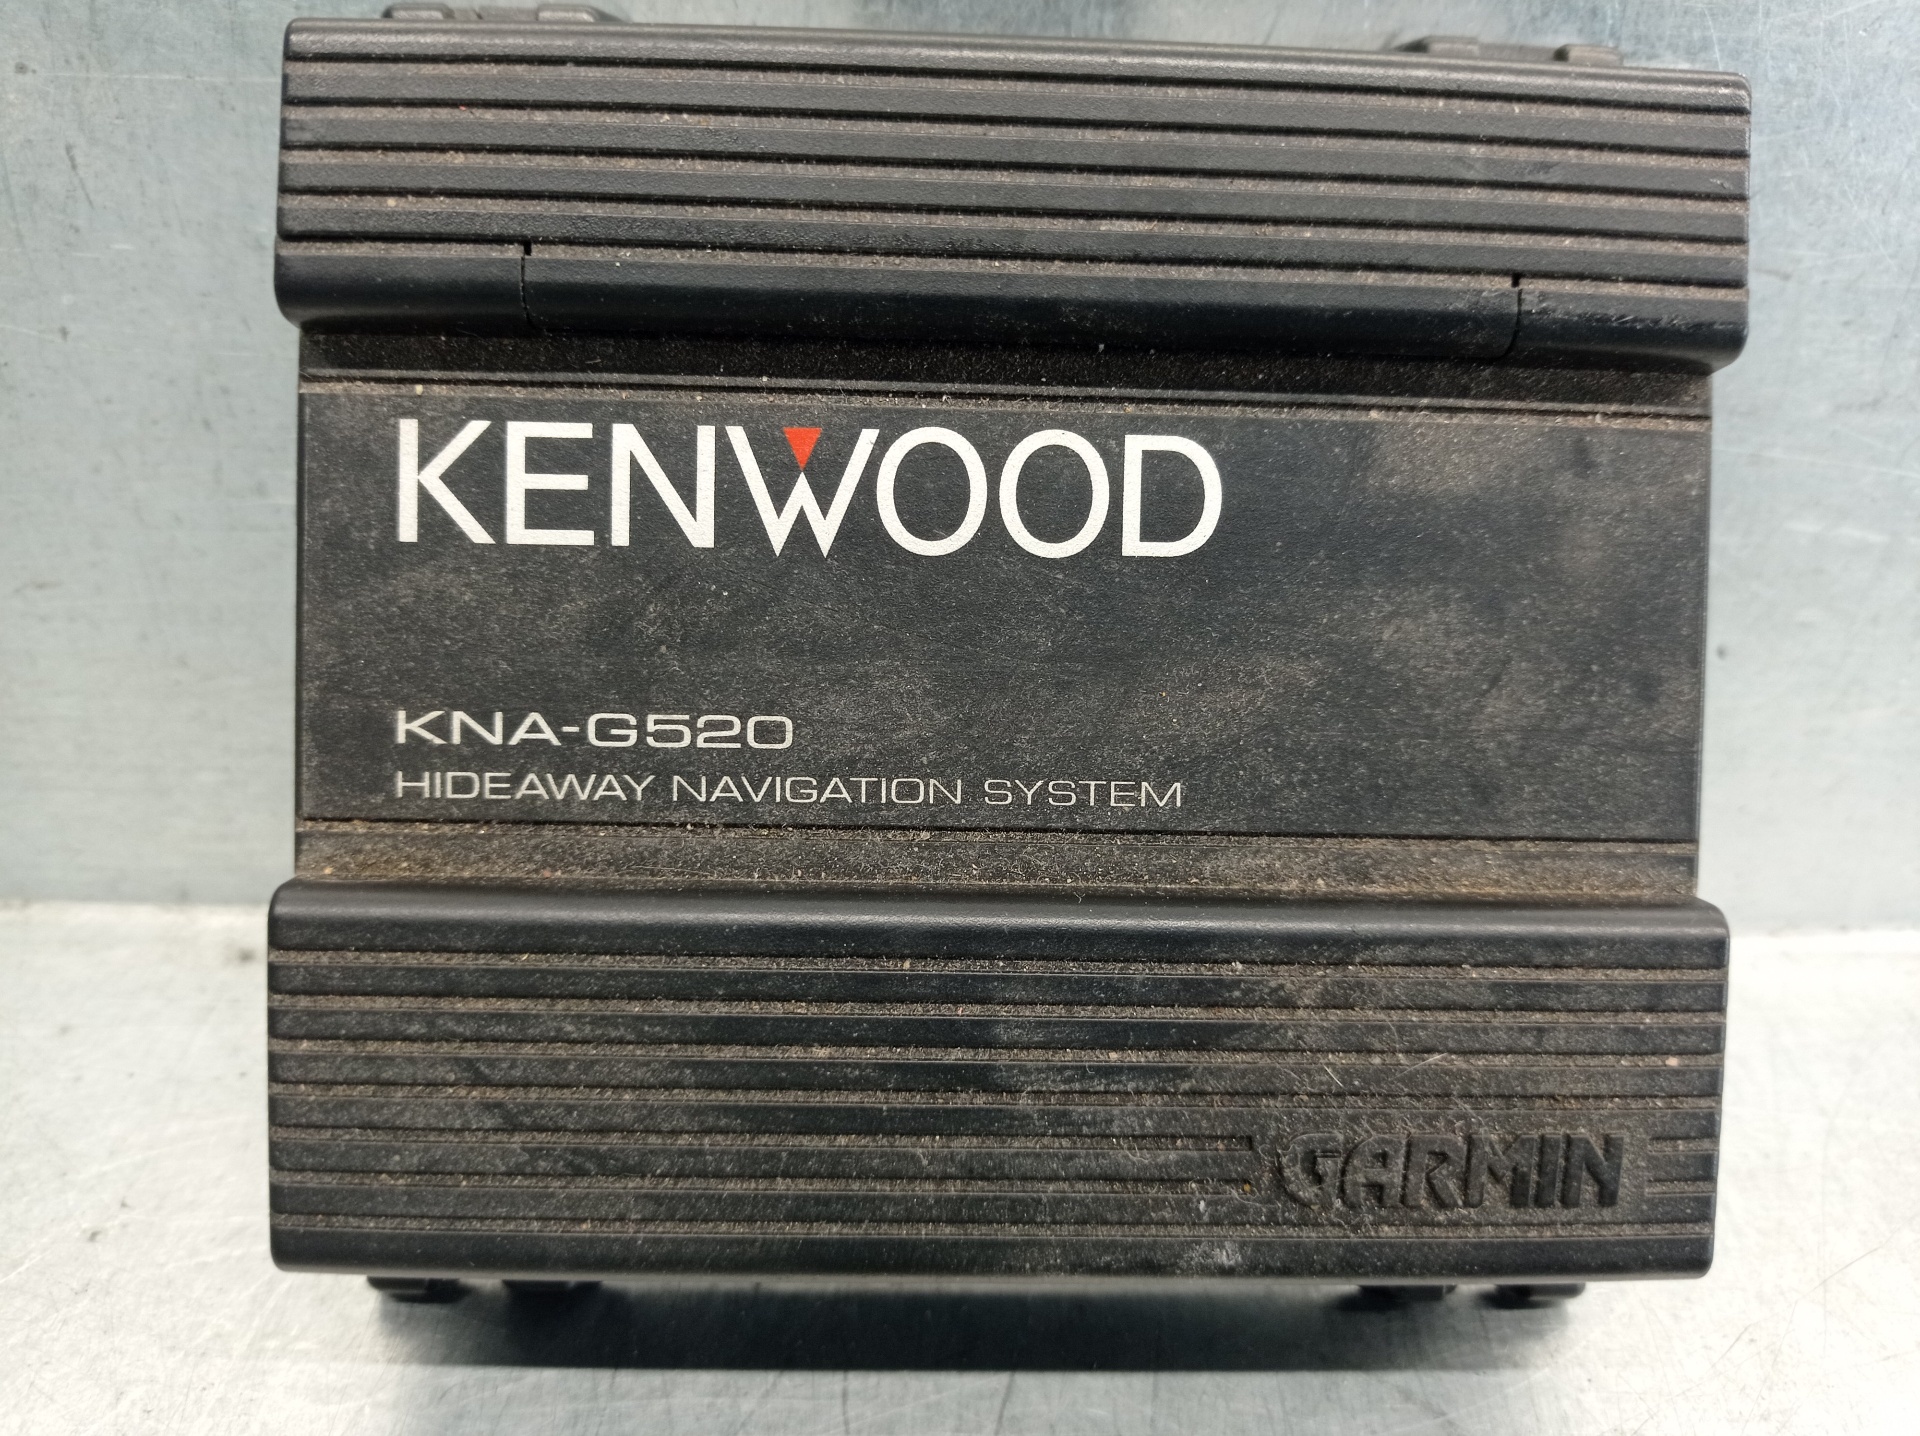 KENWOOD
KNA-G520
HIDEAWAY NAVIGATION SYSTEM
GARMIN